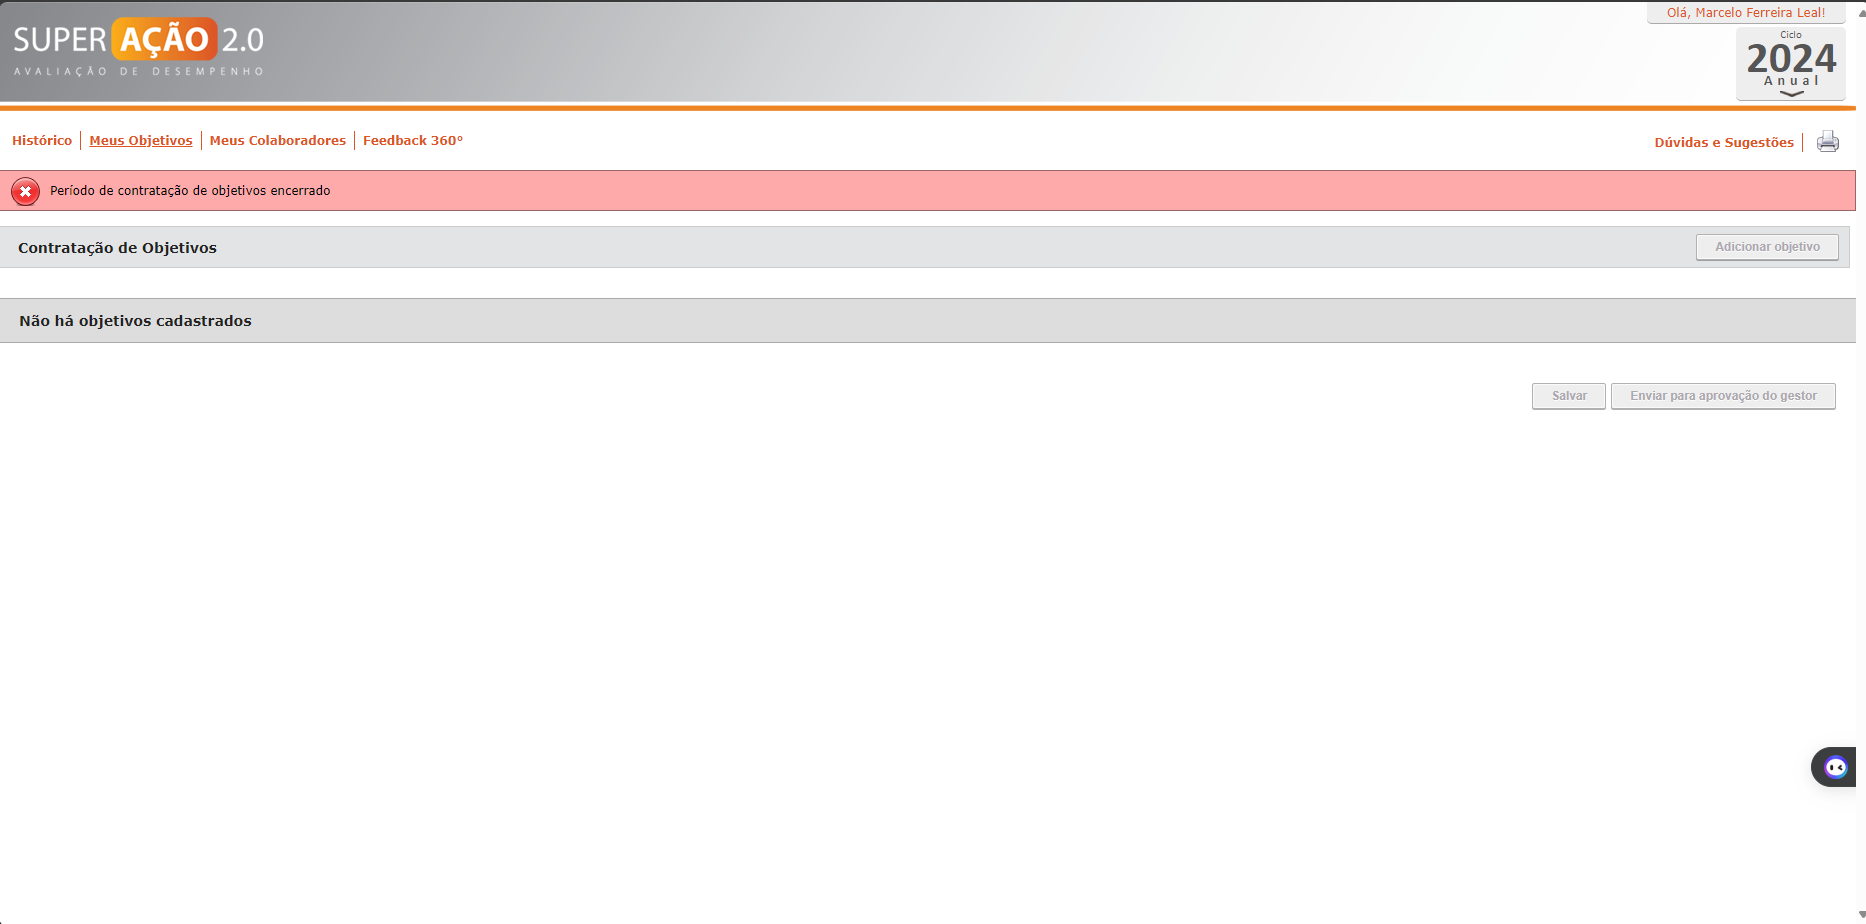 Olá, Marcelo Ferreira Leal!
SUPER AÇÃO 2.0
AVALIAÇÃO DE DESEMPENHO
Ciclo
2024
Anual
Histórico
Meus Objetivos
Meus Colaboradores
Feedback 360°
Dúvidas e Sugestões
Período de contratação de objetivos encerrado
Contratação de Objetivos
Adicionar objetivo
Não há objetivos cadastrados
Salvar
Enviar para aprovação do gestor